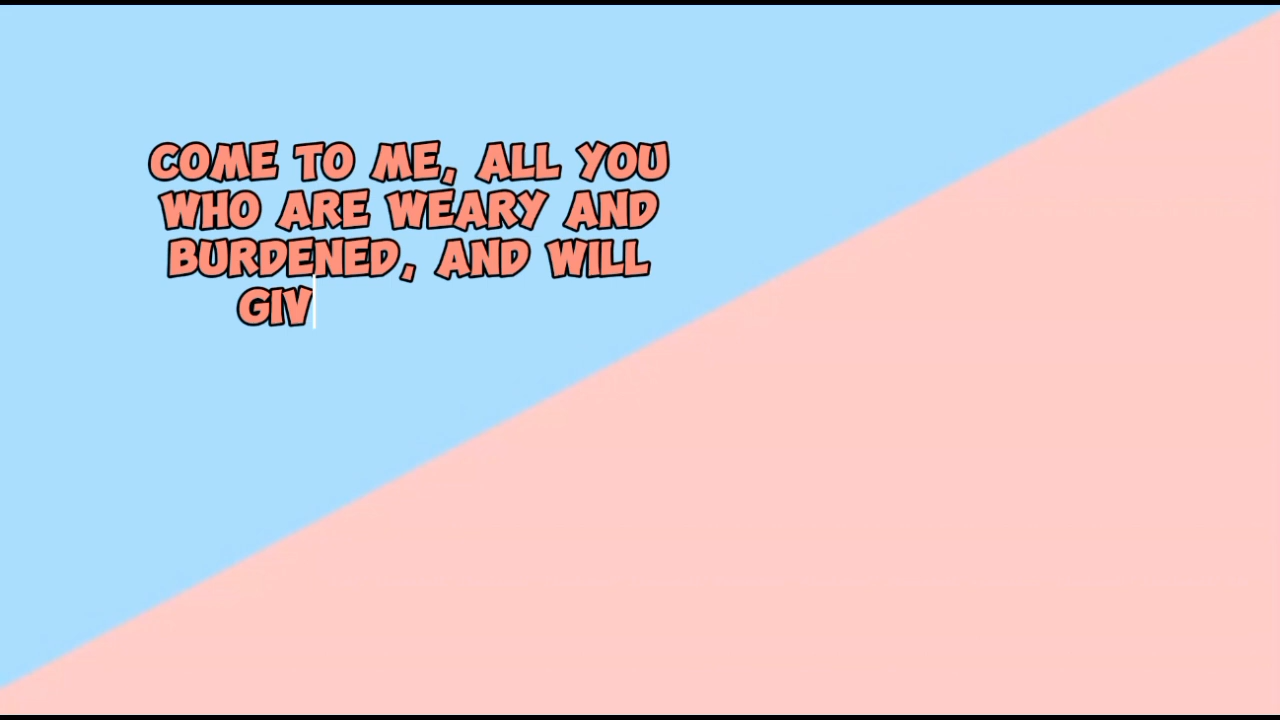 COME TO ME, ALL YOU
WHO ARE WEARY AND
BURDENED, AND WILL
GIV